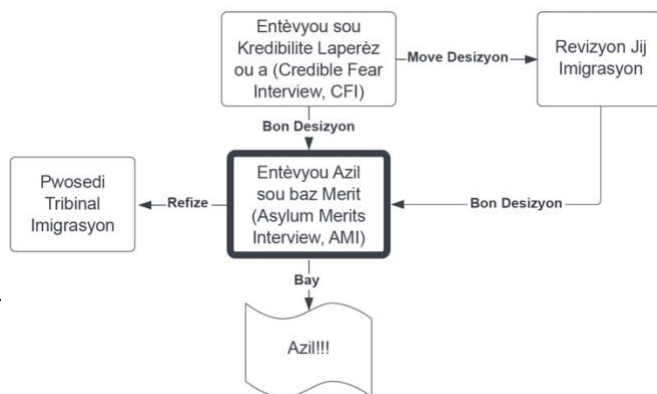 Entèvyou sou
Kredibilite Laperèz
ou a (Credible Fear
Interview, CFI)
Move Desizyon
Revizyon Jij
Imigrasyon
Bon Desizyon
Pwosedi
Tribinal
Imigrasyon
Refize
Entèvyou Azil
sou baz Merit
(Asylum Merits
Interview, AMI)
Bon Desizyon
Bay
Azil!!!